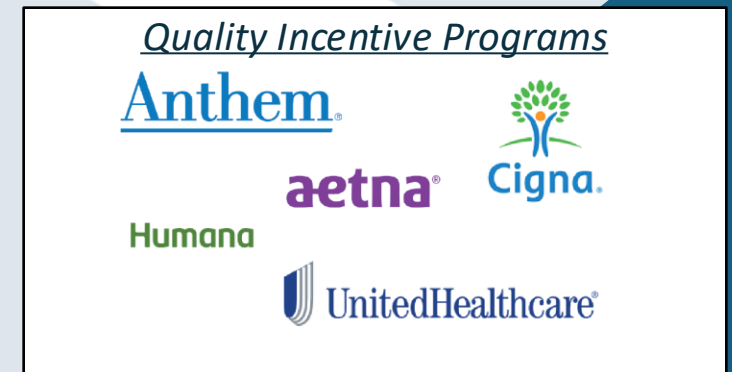 Quality Incentive Programs
Anthem®
Cigna.
aetna®
Humana
UnitedHealthcare®